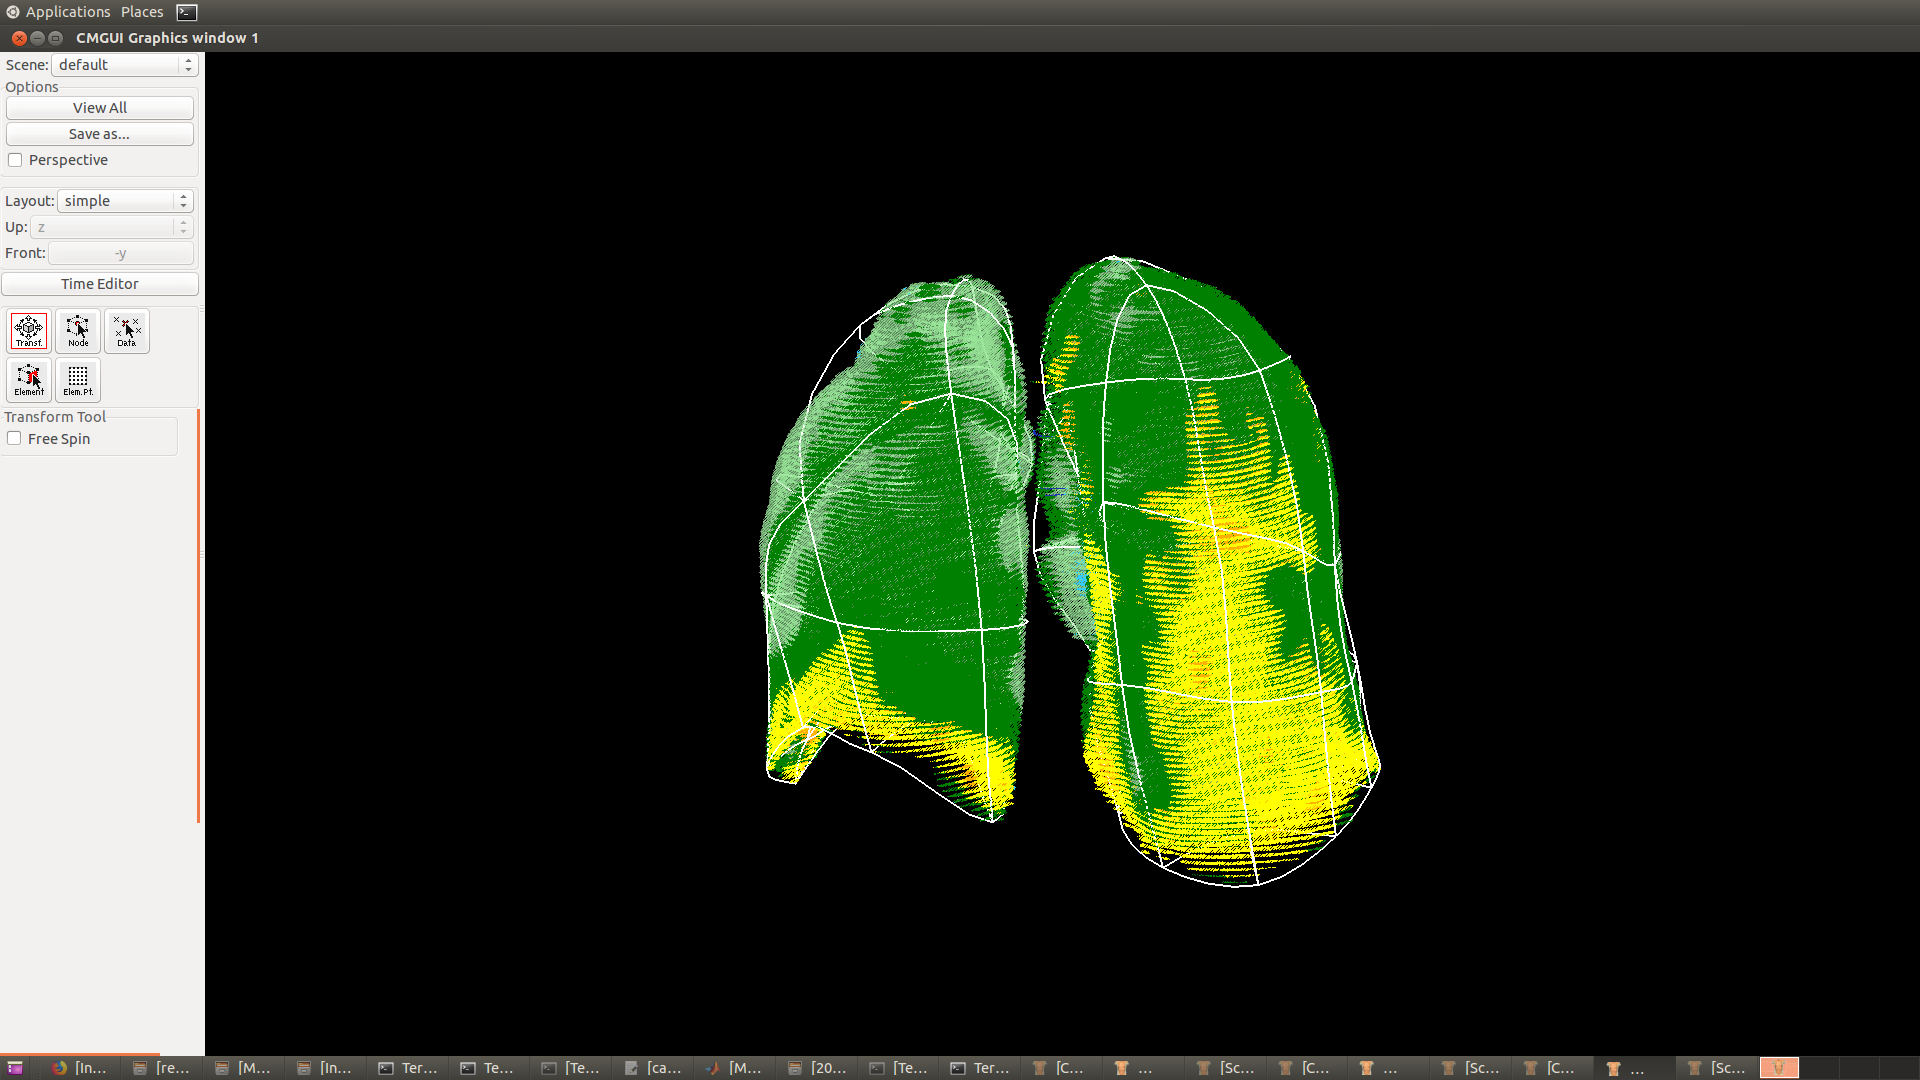 Applications Places
CMGUI Graphics window 1
Scene: default
Options
View All
Save as...
Perspective
Layout: simple
Up: z
Front: -y
Time Editor
Transf. Node Data
Element Elem.Pt.
Transform Tool
Free Spin
[In... [re... [M... [In... Ter... Te... [Te... [ca... [M... [20... [Te... Ter... [C... ... [Sc... [C... ... [Sc... [C... ... [Sc...